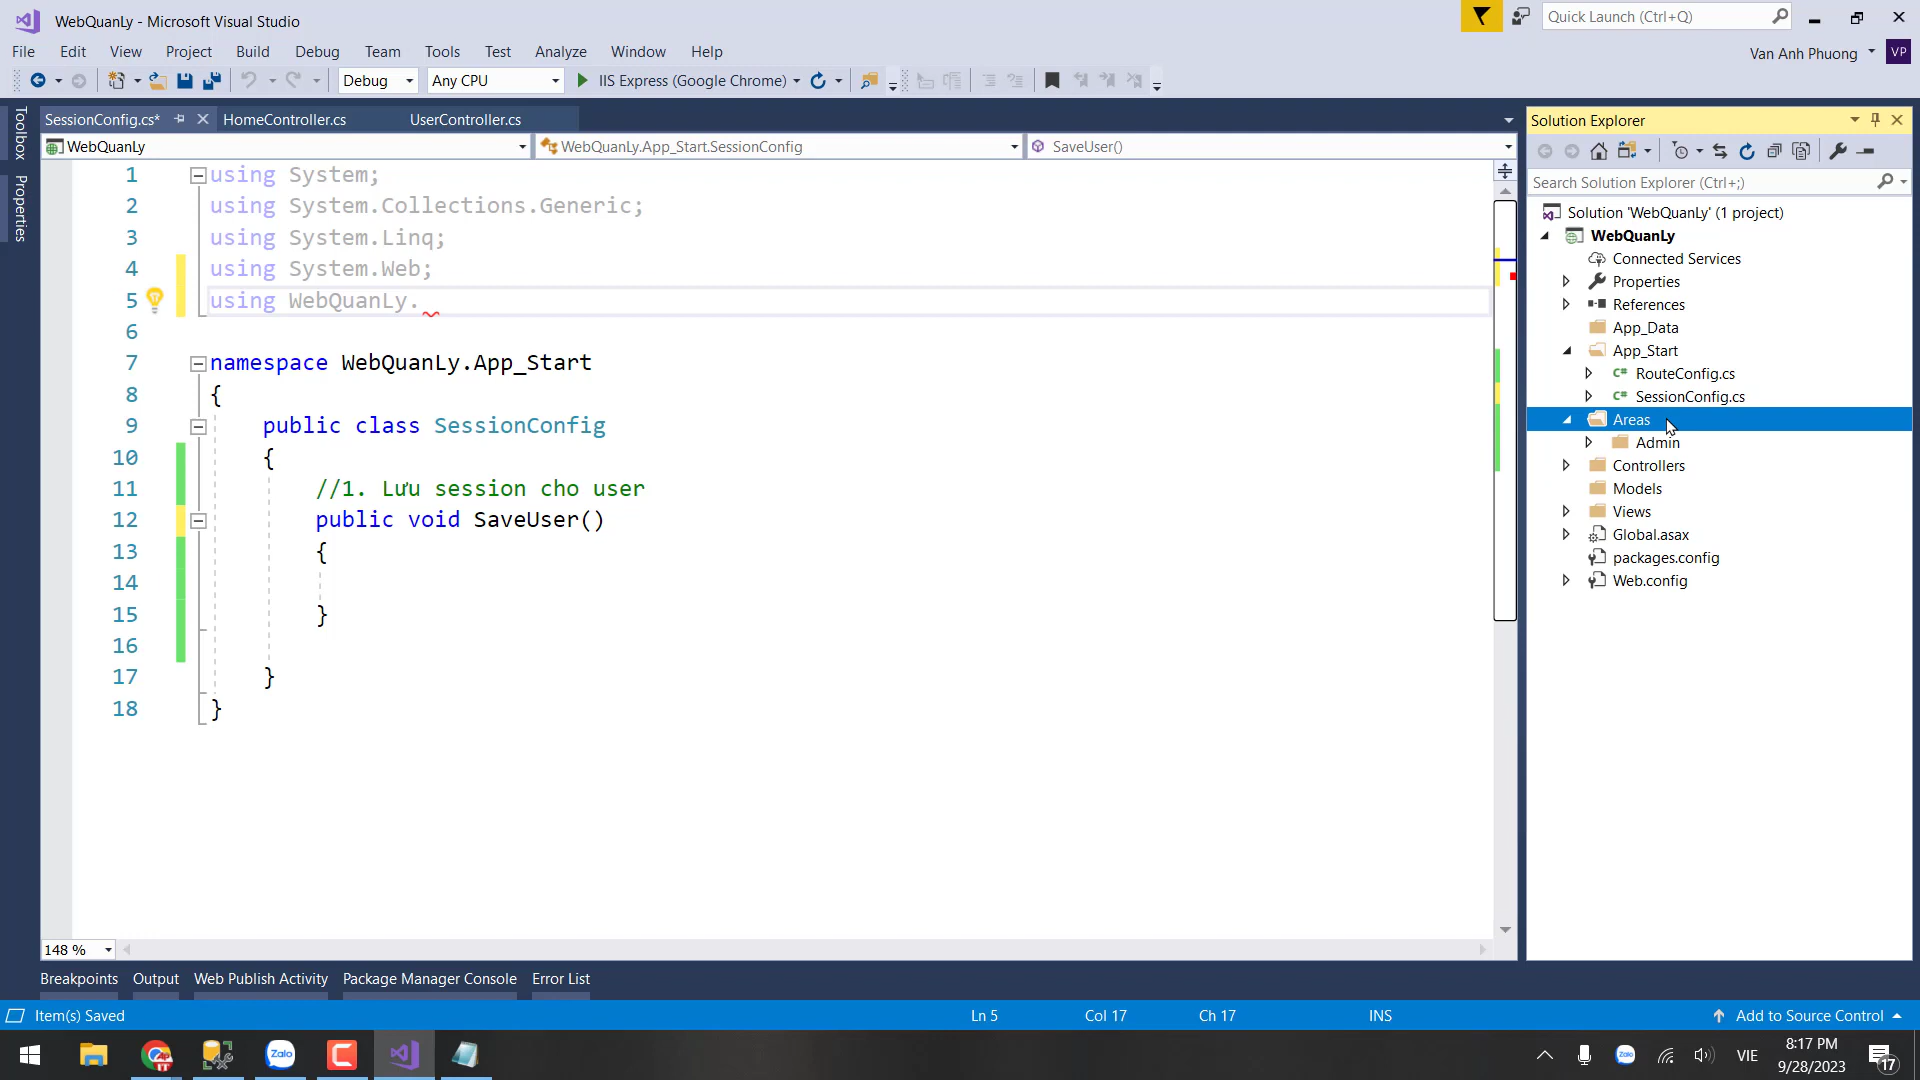 WebQuanLy - Microsoft Visual Studio
Quick Launch (Ctrl+Q)
File Edit View Project Build Debug Team Tools Test Analyze Window Help
Van Anh Phuong VP
Debug Any CPU IIS Express (Google Chrome)
Toolbox
Properties
SessionConfig.cs* HomeController.cs UserController.cs
WebQuanLy WebQuanLy.App_Start.SessionConfig SaveUser()
1 using System;
2 using System.Collections.Generic;
3 using System.Linq;
4 using System.Web;
5 using WebQuanLy.
6
7 namespace WebQuanLy.App_Start
8 {
9 public class SessionConfig
10 {
11 //1. Lưu session cho user
12 public void SaveUser()
13 {
14
15 }
16
17 }
18 }
148 %
Solution Explorer
Search Solution Explorer (Ctrl+;)
Solution 'WebQuanLy' (1 project)
WebQuanLy
Connected Services
Properties
References
App_Data
App_Start
C# RouteConfig.cs
C# SessionConfig.cs
Areas
Admin
Controllers
Models
Views
Global.asax
packages.config
Web.config
Breakpoints Output Web Publish Activity Package Manager Console Error List
Item(s) Saved Ln 5 Col 17 Ch 17 INS Add to Source Control
Zalo
VIE
8:17 PM
9/28/2023
17